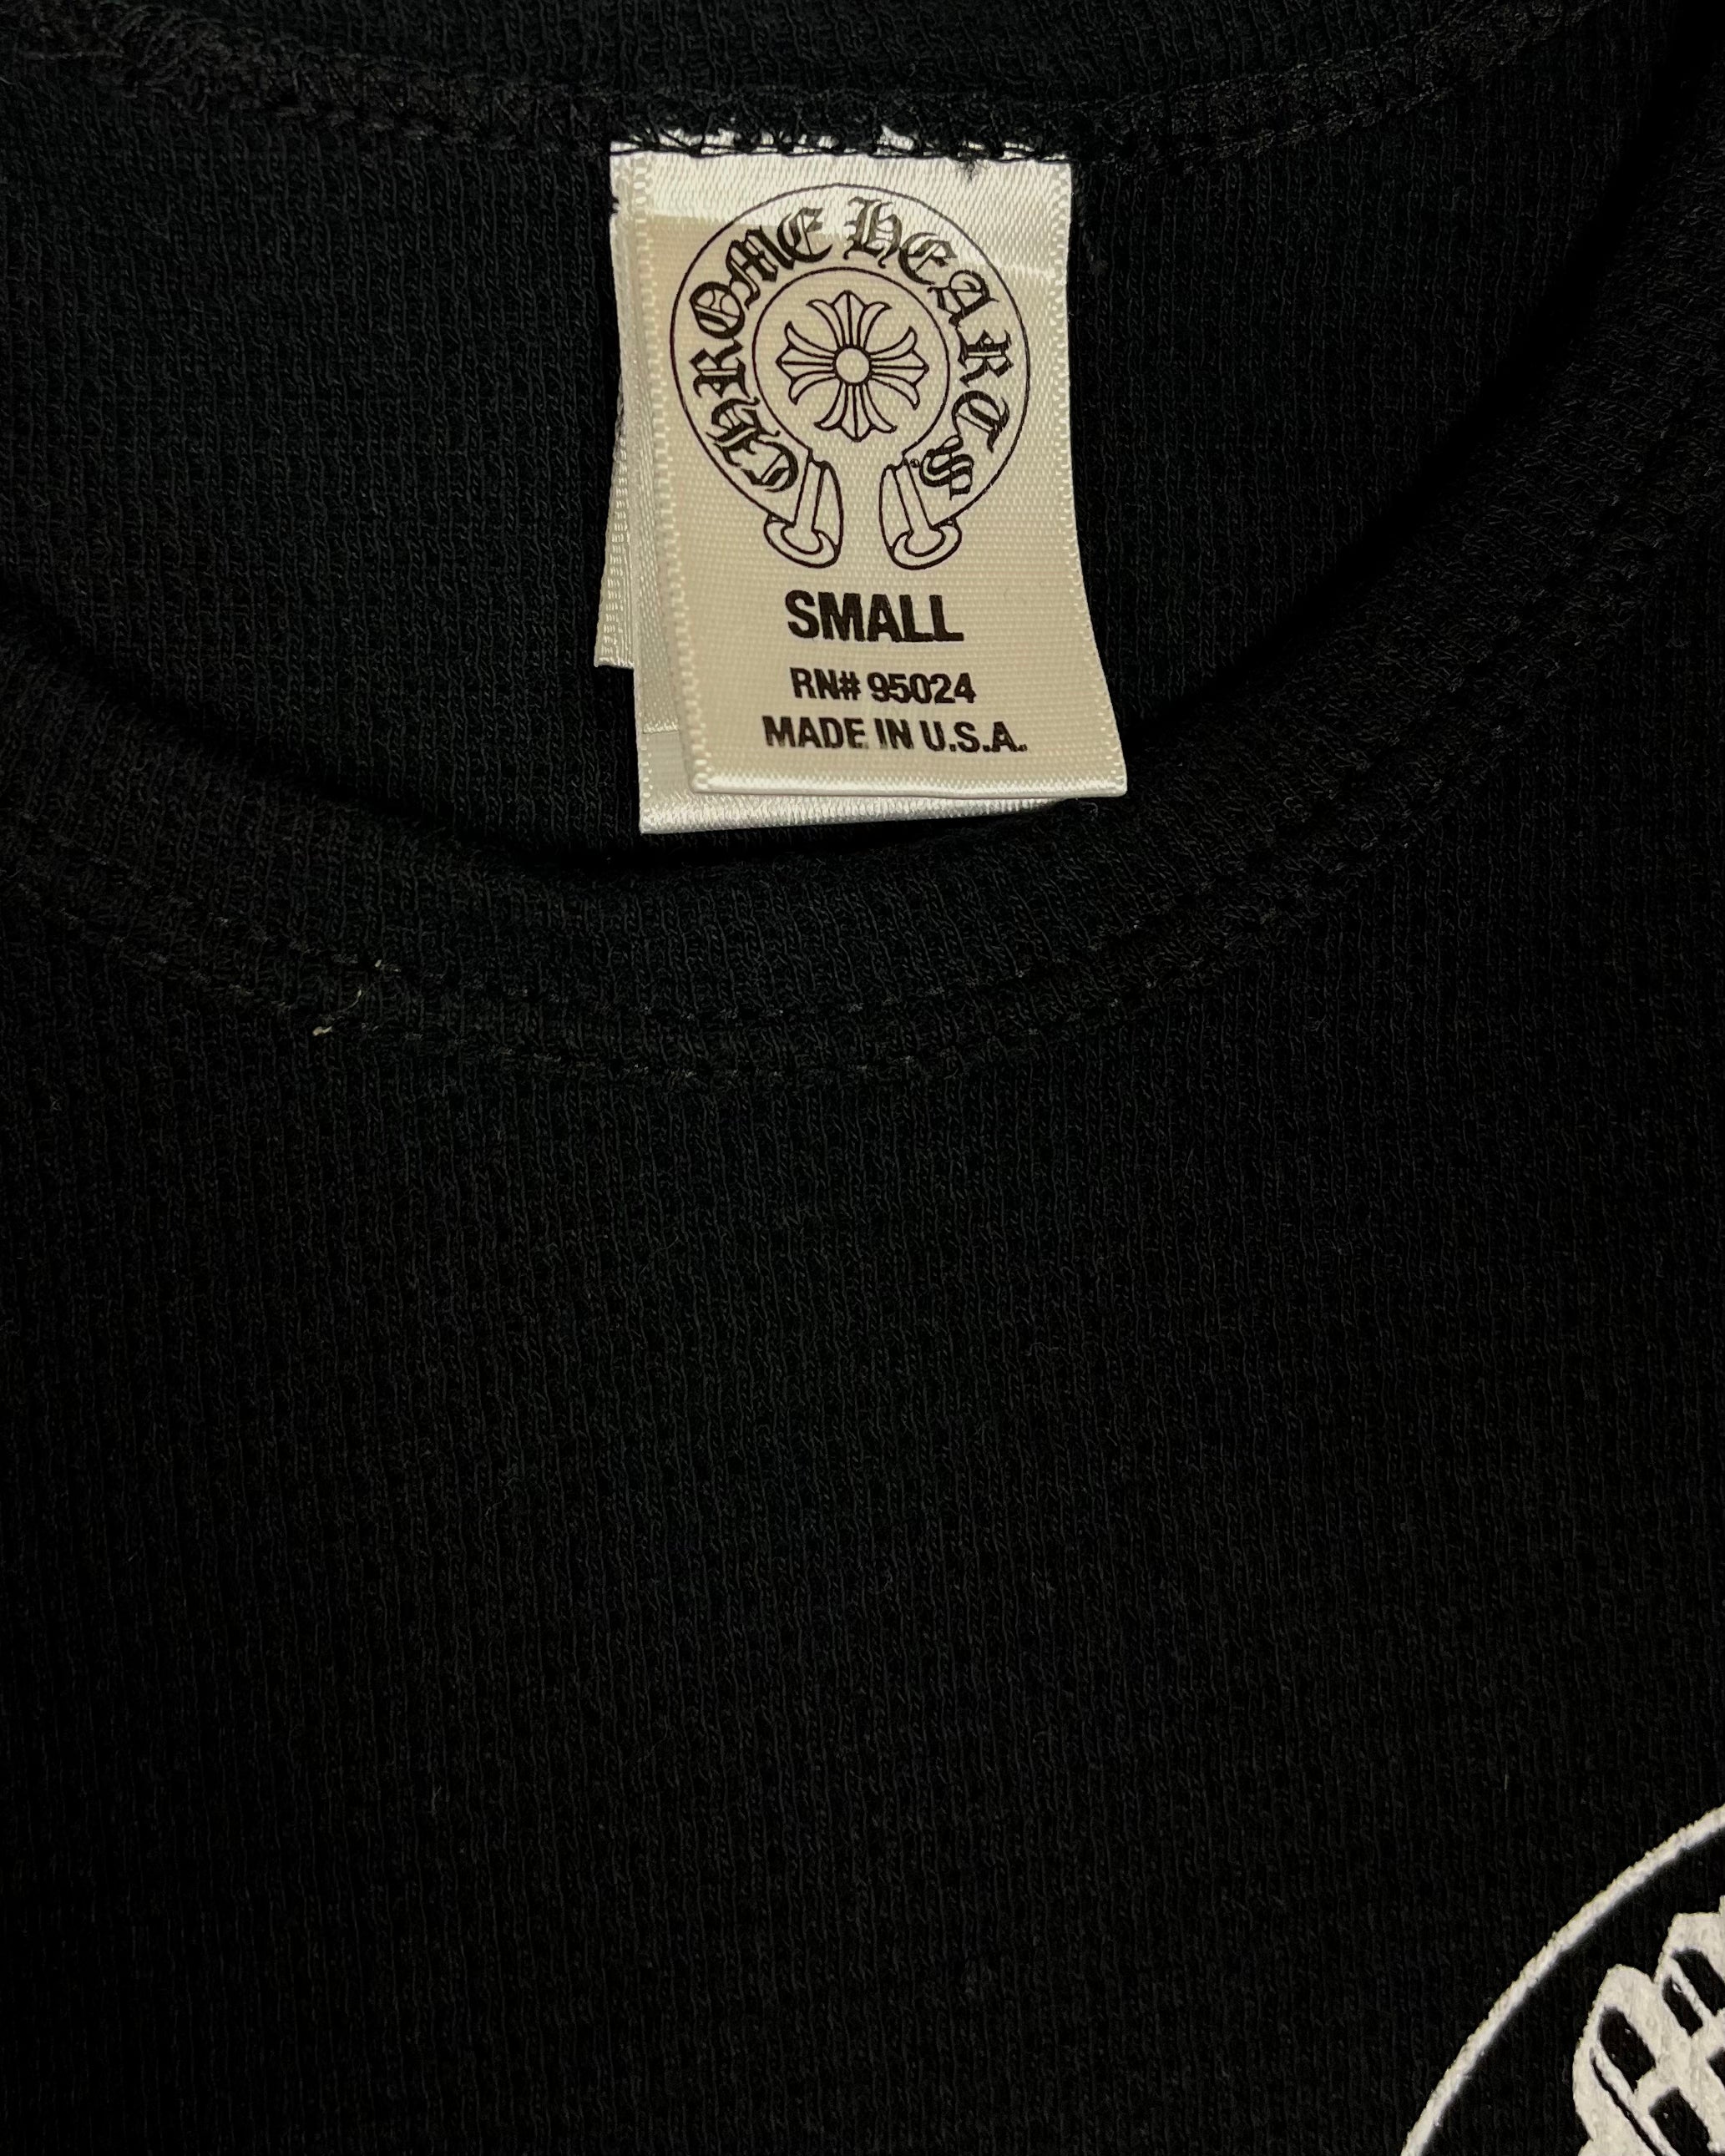 CHROME HEARTS
SMALL
RN# 95024
MADE IN U.S.A.